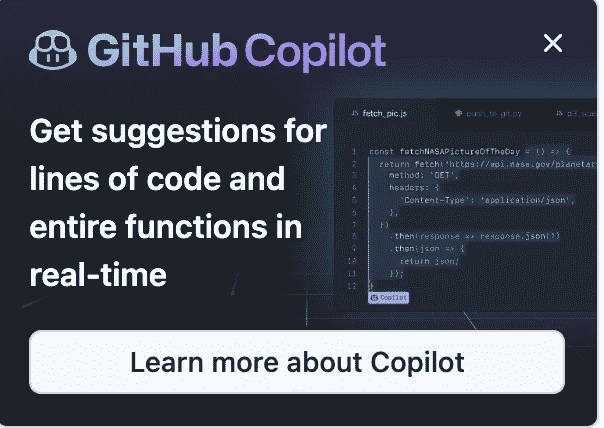 GitHub Copilot
Get suggestions for
lines of code and
entire functions in
real-time
fetch_pic.js
push_to_git.py
1 const fetchNASAPictureOfTheDay = () => {
2 return fetch('https://api.nasa.gov/planetar
3 method: 'GET',
4 headers: {
5 'Content-Type': 'application/json',
6 },
7 })
8 .then(response => response.json())
9 .then(json => {
10 return json;
11 });
12 }
Copilot
Learn more about Copilot